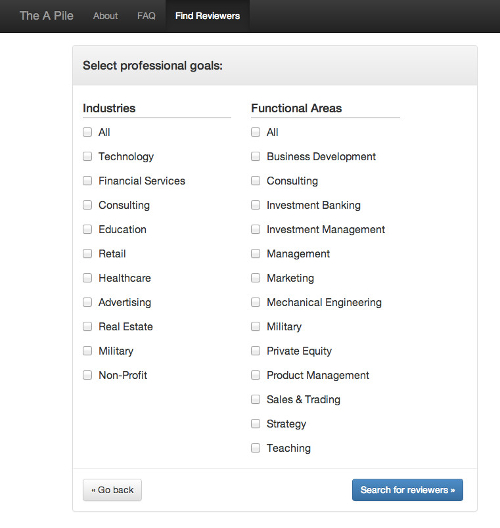 The A Pile About FAQ Find Reviewers
Select professional goals:
Industries
All
Technology
Financial Services
Consulting
Education
Retail
Healthcare
Advertising
Real Estate
Military
Non-Profit
Functional Areas
All
Business Development
Consulting
Investment Banking
Investment Management
Management
Marketing
Mechanical Engineering
Military
Private Equity
Product Management
Sales & Trading
Strategy
Teaching
« Go back
Search for reviewers »